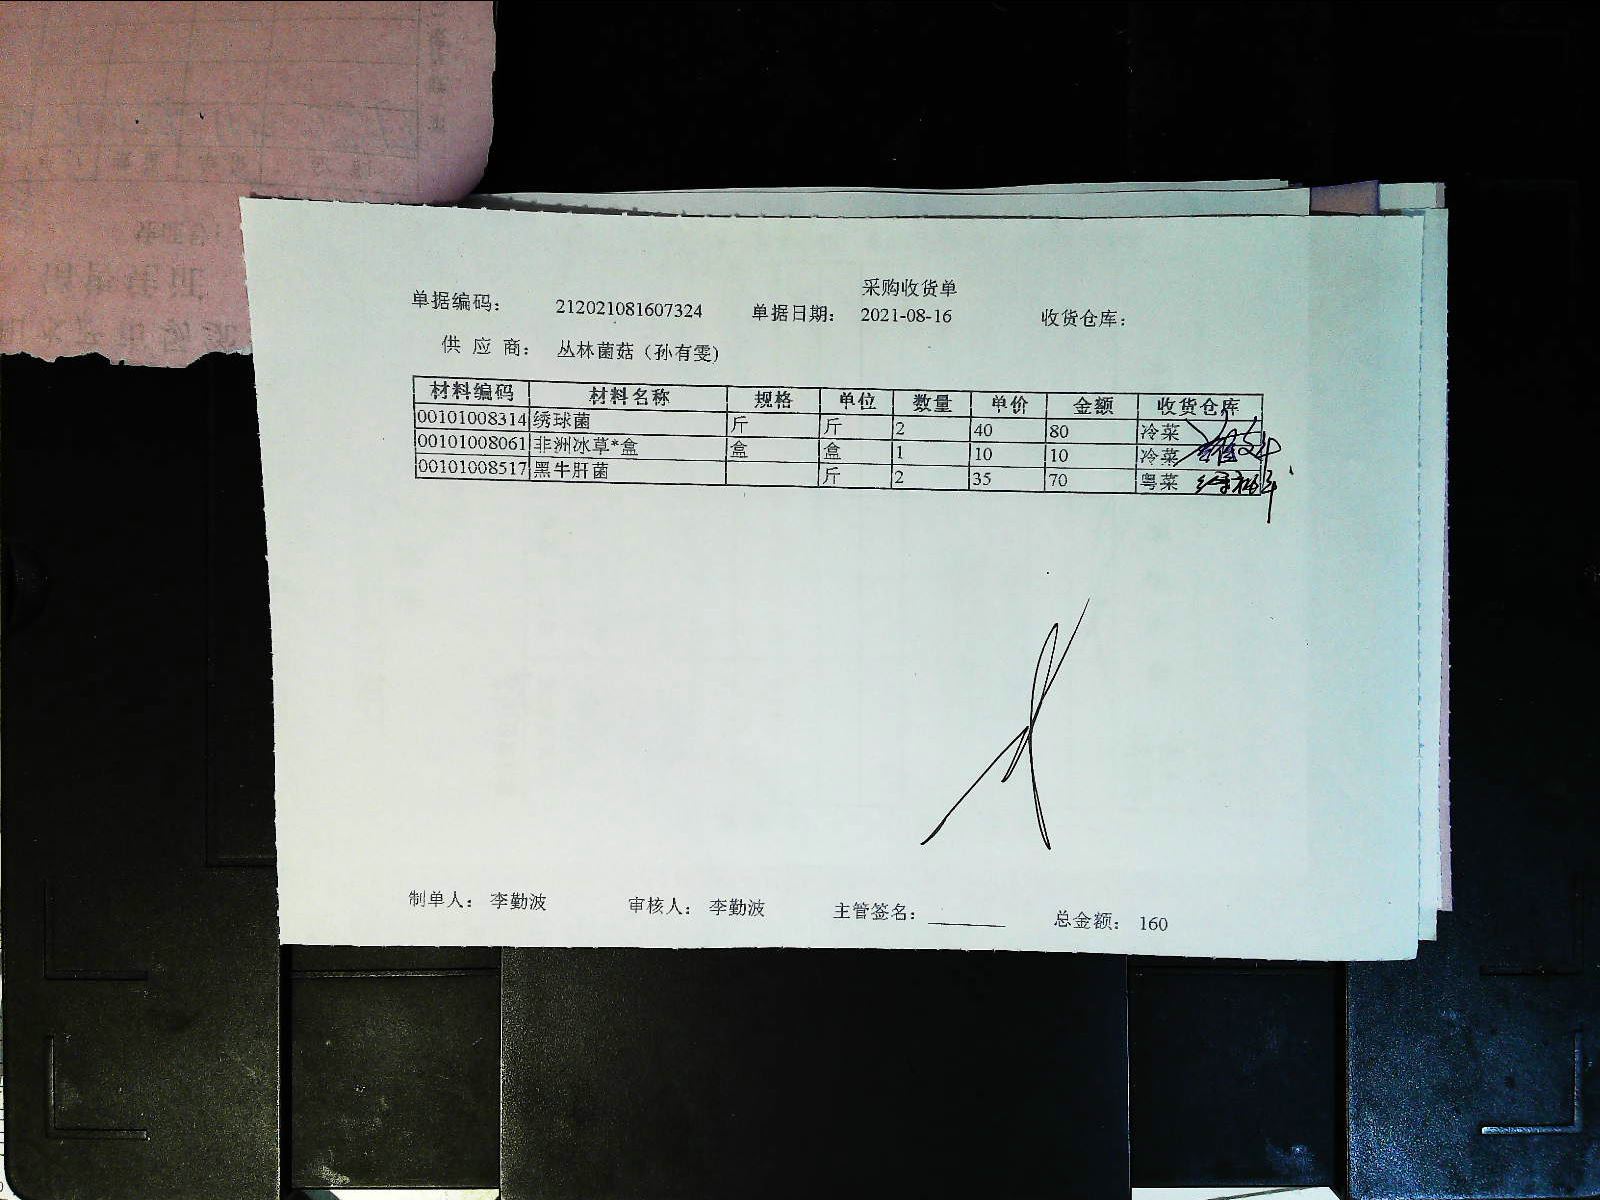 采购收货单
单据编码： 212021081607324 单据日期： 2021-08-16 收货仓库：
供 应 商： 丛林菌菇（孙有雯)
材料编码 材料名称 规格 单位 数量 单价 金额 收货仓库
00101008314 绣球菌 斤 斤 2 40 80 冷菜
00101008061 非洲冰草*盒 盒 盒 1 10 10 冷菜
00101008517 黑牛肝菌 斤 2 35 70 粤菜
制单人： 李勤波 审核人： 李勤波 主管签名： 总金额： 160